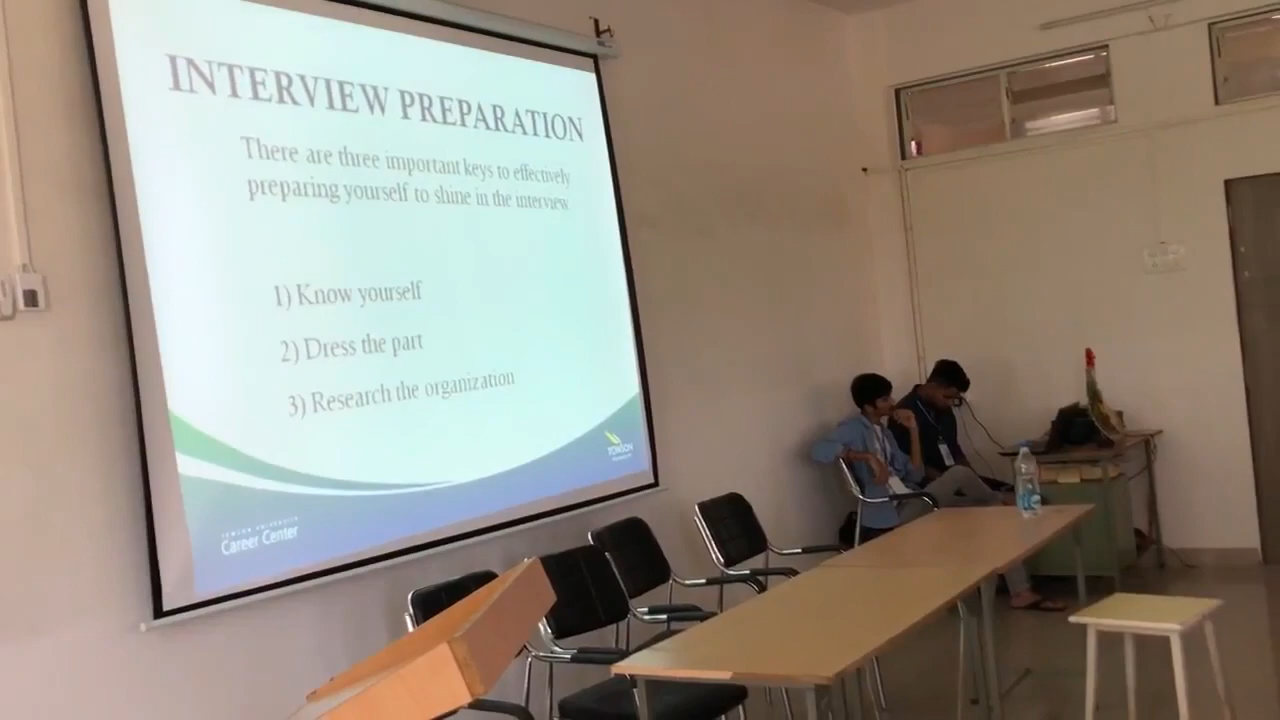 INTERVIEW PREPARATION
There are three important keys to effectively
preparing yourself to shine in the interview
1) Know yourself
2) Dress the part
3) Research the organization
TOWSON
Career Center